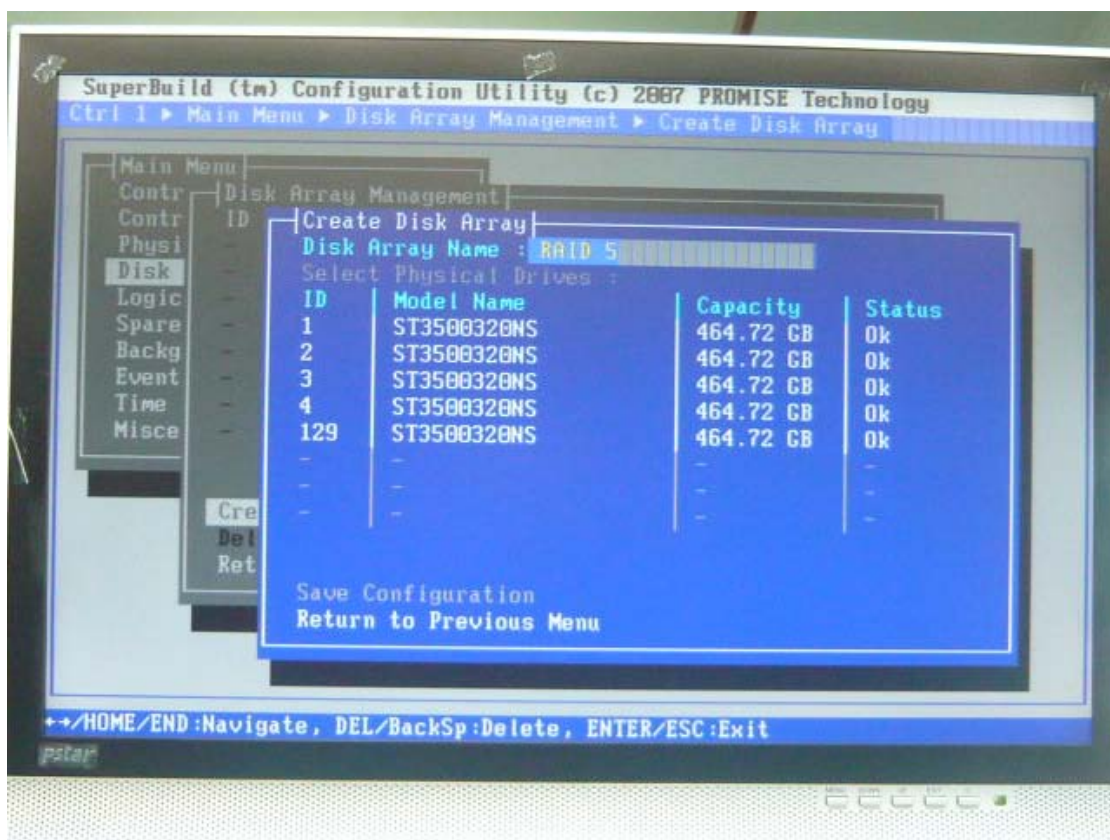 SuperBuild (tm) Configuration Utility (c) 2007 PROMISE Technology
Ctrl 1 ► Main Menu ► Disk Array Management ► Create Disk Array
Main Menu
Contr
Contr
Physi
Disk
Logic
Spare
Backg
Event
Time
Misce
Disk Array Management
ID
Cre
Del
Ret
Create Disk Array
Disk Array Name : RAID 5
Select Physical Drives :
ID Model Name Capacity Status
1 ST3500320NS 464.72 GB Ok
2 ST3500320NS 464.72 GB Ok
3 ST3500320NS 464.72 GB Ok
4 ST3500320NS 464.72 GB Ok
129 ST3500320NS 464.72 GB Ok
- - - -
- - - -
- - - -
Save Configuration
Return to Previous Menu
←→/HOME/END:Navigate, DEL/BackSp:Delete, ENTER/ESC:Exit
pstar